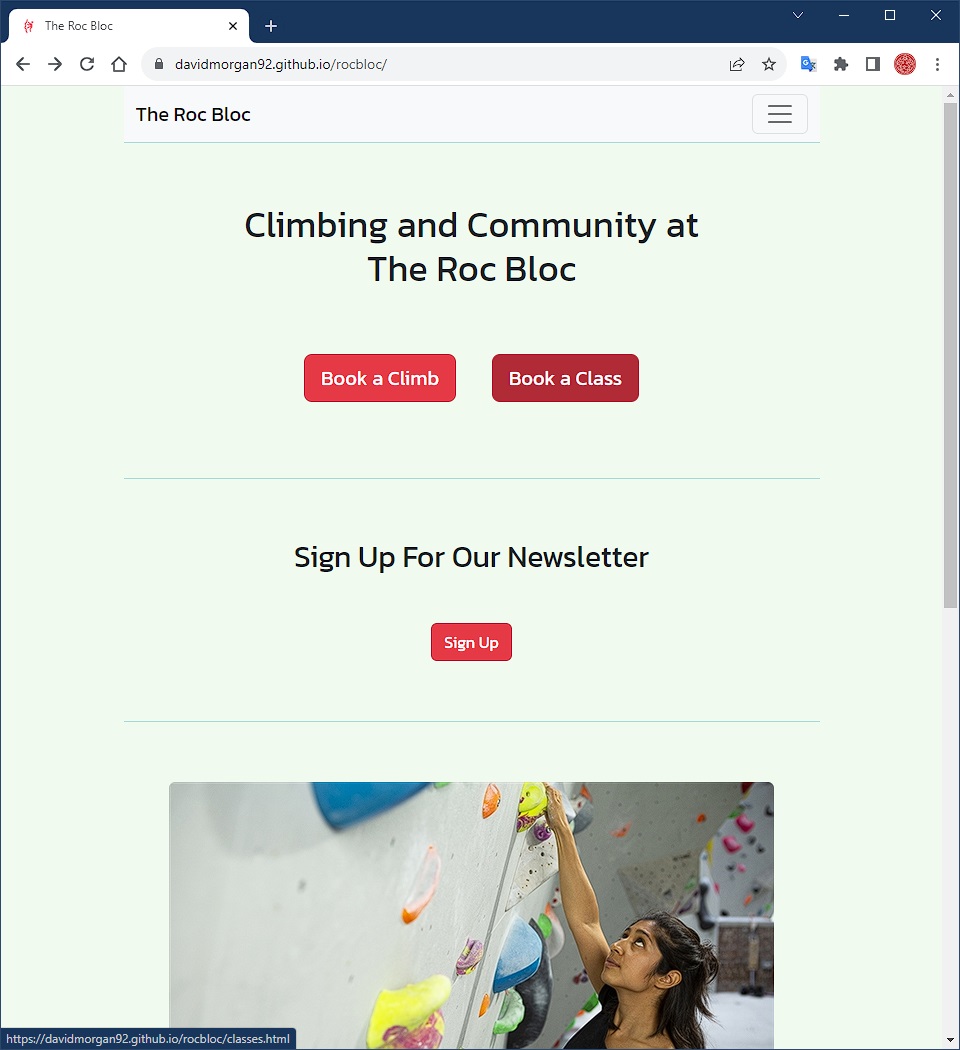 The Roc Bloc
davidmorgan92.github.io/rocbloc/
The Roc Bloc
Climbing and Community at
The Roc Bloc
Book a Climb
Book a Class
Sign Up For Our Newsletter
Sign Up
https://davidmorgan92.github.io/rocbloc/classes.html